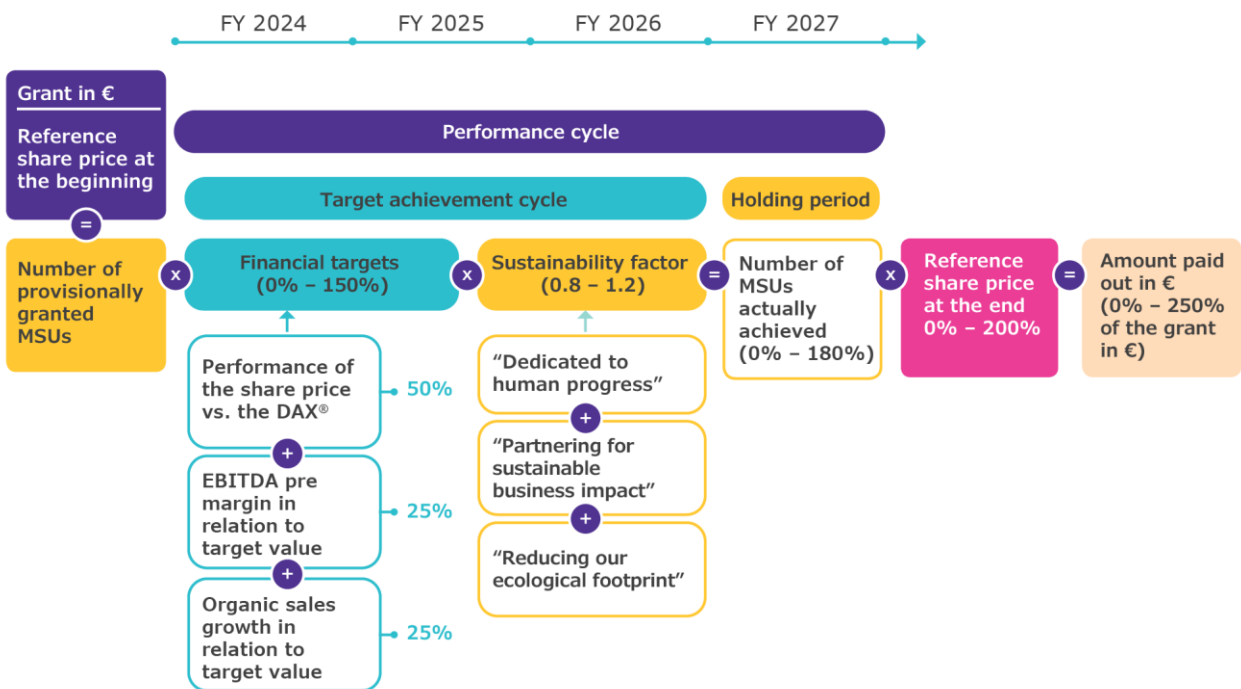 FY 2024
FY 2025
FY 2026
FY 2027
Grant in €
Reference
share price at
the beginning
Performance cycle
Target achievement cycle
Holding period
=
Number of
provisionally
granted
MSUs
x
Financial targets
(0% – 150%)
x
Sustainability factor
(0.8 – 1.2)
=
Number of
MSUs
actually
achieved
(0% – 180%)
x
Reference
share price
at the end
0% – 200%
=
Amount paid
out in €
(0% – 250%
of the grant
in €)
Performance of
the share price
vs. the DAX®
50%
+
EBITDA pre
margin in
relation to
target value
25%
+
Organic sales
growth in
relation to
target value
25%
“Dedicated to
human progress”
+
“Partnering for
sustainable
business impact”
+
“Reducing our
ecological footprint”